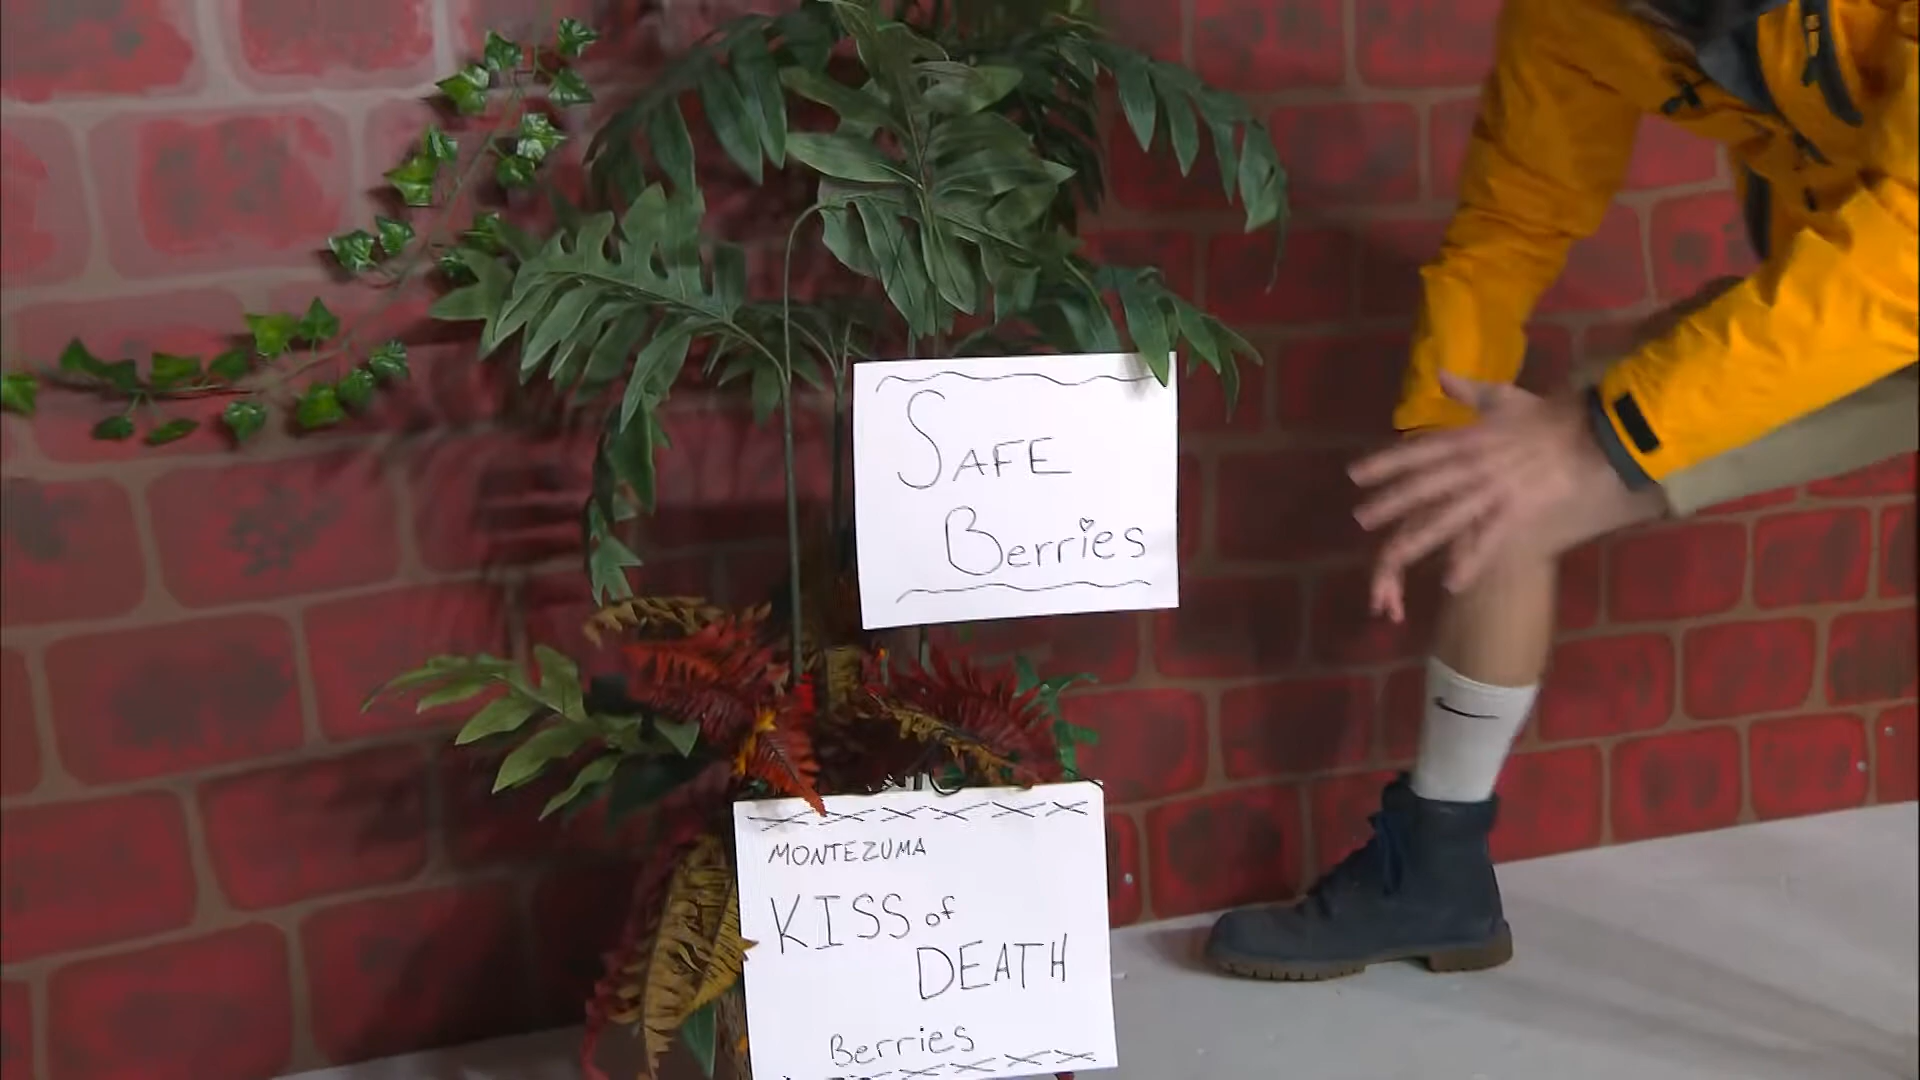 SAFE
Berries
MONTEZUMA
KISS of
DEATH
Berries